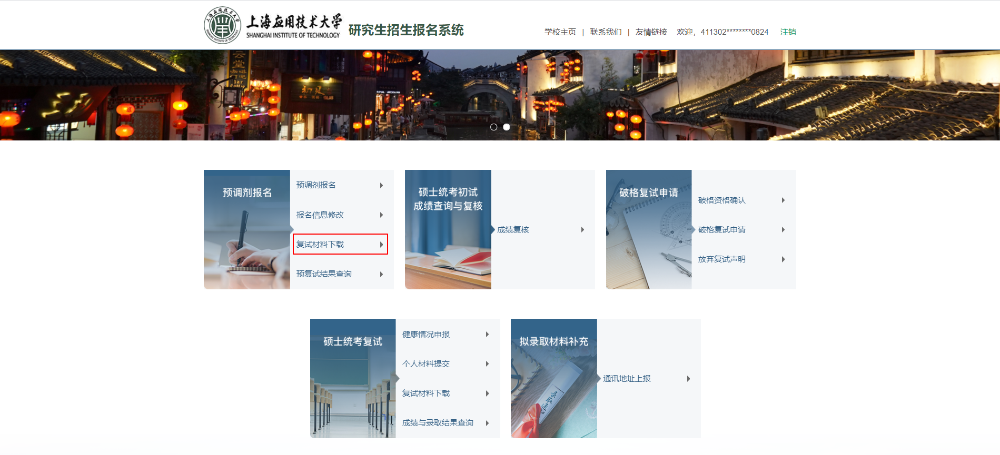 上海应用技术大学
SHANGHAI INSTITUTE OF TECHNOLOGY
研究生招生报名系统
学校主页 | 联系我们 | 友情链接 欢迎，411302********0824 注销
预调剂报名
预调剂报名
报名信息修改
复试材料下载
预复试结果查询
硕士统考初试
成绩查询与复核
成绩复核
破格复试申请
破格资格确认
破格复试申请
放弃复试声明
硕士统考复试
健康情况申报
个人材料提交
复试材料下载
成绩与录取结果查询
拟录取材料补充
通讯地址上报